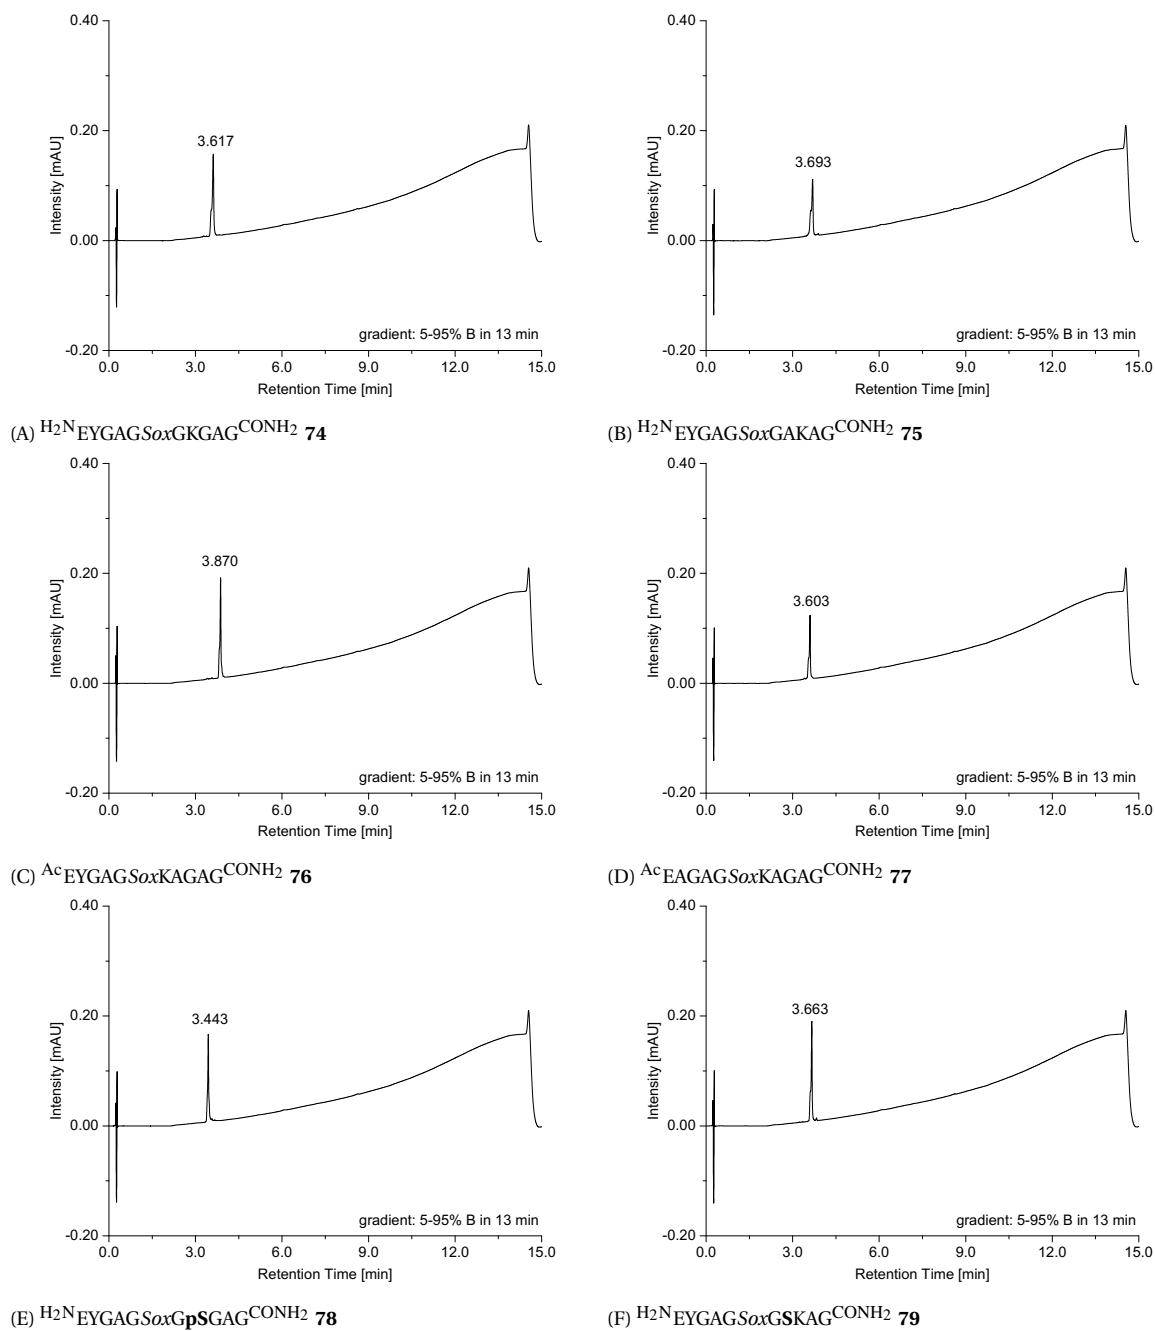 0.40
0.20
0.00
-0.20
Intensity [mAU]
3.617
gradient: 5-95% B in 13 min
0.0 3.0 6.0 9.0 12.0 15.0
Retention Time [min]
(A) H2NEYGAGSoxGKGAGCONH2 74
0.40
0.20
0.00
-0.20
Intensity [mAU]
3.693
gradient: 5-95% B in 13 min
0.0 3.0 6.0 9.0 12.0 15.0
Retention Time [min]
(B) H2NEYGAGSoxGAKAGCONH2 75
0.40
0.20
0.00
-0.20
Intensity [mAU]
3.870
gradient: 5-95% B in 13 min
0.0 3.0 6.0 9.0 12.0 15.0
Retention Time [min]
(C) AcEYGAGSoxKAGAGCONH2 76
0.40
0.20
0.00
-0.20
Intensity [mAU]
3.603
gradient: 5-95% B in 13 min
0.0 3.0 6.0 9.0 12.0 15.0
Retention Time [min]
(D) AcEAGAGSoxKAGAGCONH2 77
0.40
0.20
0.00
-0.20
Intensity [mAU]
3.443
gradient: 5-95% B in 13 min
0.0 3.0 6.0 9.0 12.0 15.0
Retention Time [min]
(E) H2NEYGAGSoxGpSGAGCONH2 78
0.40
0.20
0.00
-0.20
Intensity [mAU]
3.663
gradient: 5-95% B in 13 min
0.0 3.0 6.0 9.0 12.0 15.0
Retention Time [min]
(F) H2NEYGAGSoxGSKAGCONH2 79